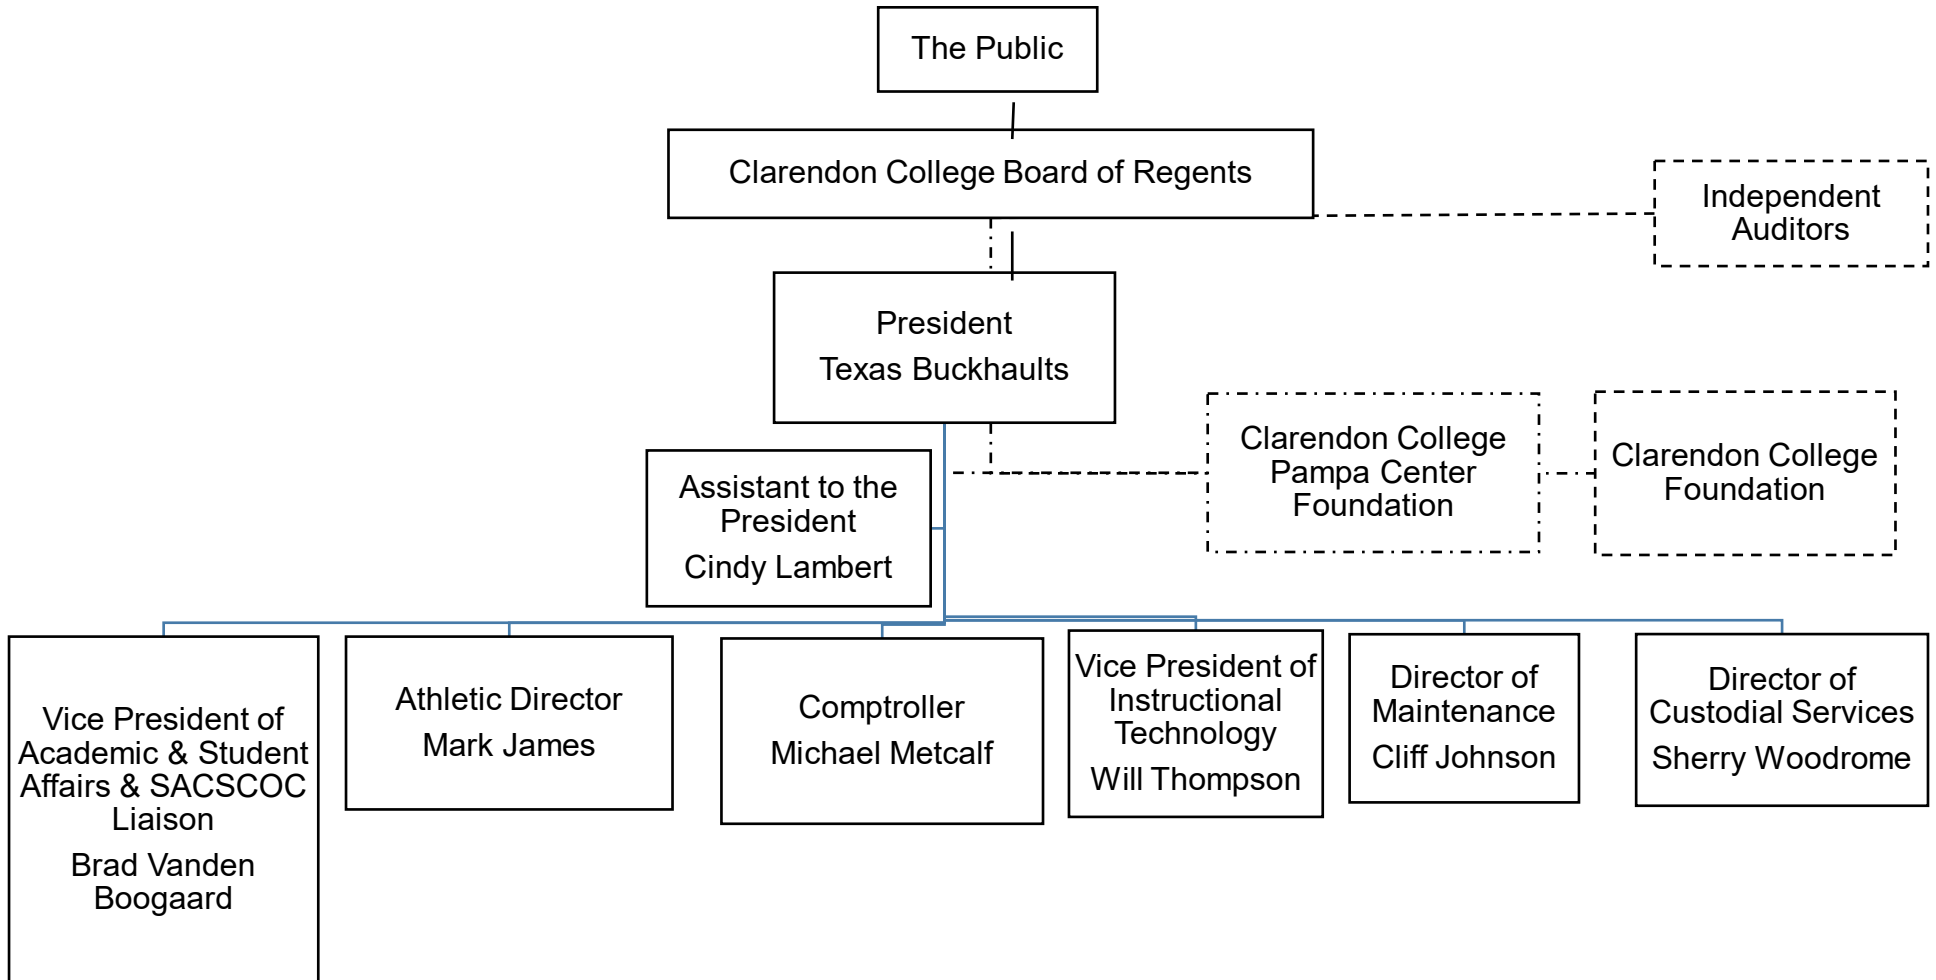 The Public
Clarendon College Board of Regents
Independent
Auditors
President
Texas Buckhaults
Assistant to the
President
Cindy Lambert
Clarendon College
Pampa Center
Foundation
Clarendon College
Foundation
Vice President of
Academic & Student
Affairs & SACSCOC
Liaison
Brad Vanden
Boogaard
Athletic Director
Mark James
Comptroller
Michael Metcalf
Vice President of
Instructional
Technology
Will Thompson
Director of
Maintenance
Cliff Johnson
Director of
Custodial Services
Sherry Woodrome